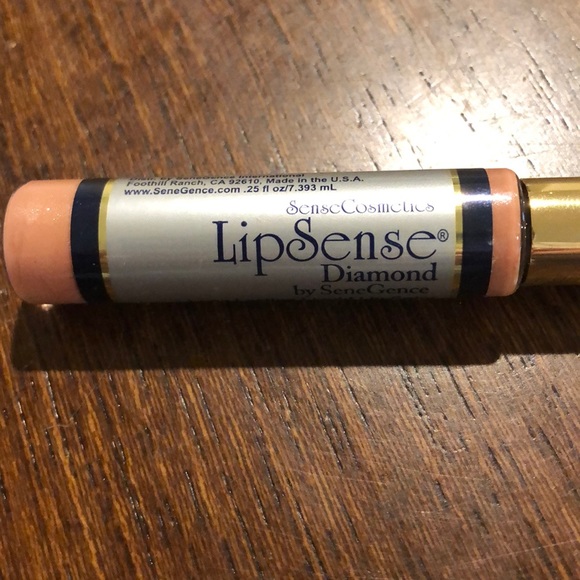 International
Foothill Ranch, CA 92610, Made in the U.S.A.
www.SeneGence.com .25 fl oz/7,393 mL
SenseCosmetics
LipSense®
Diamond
by SeneGence